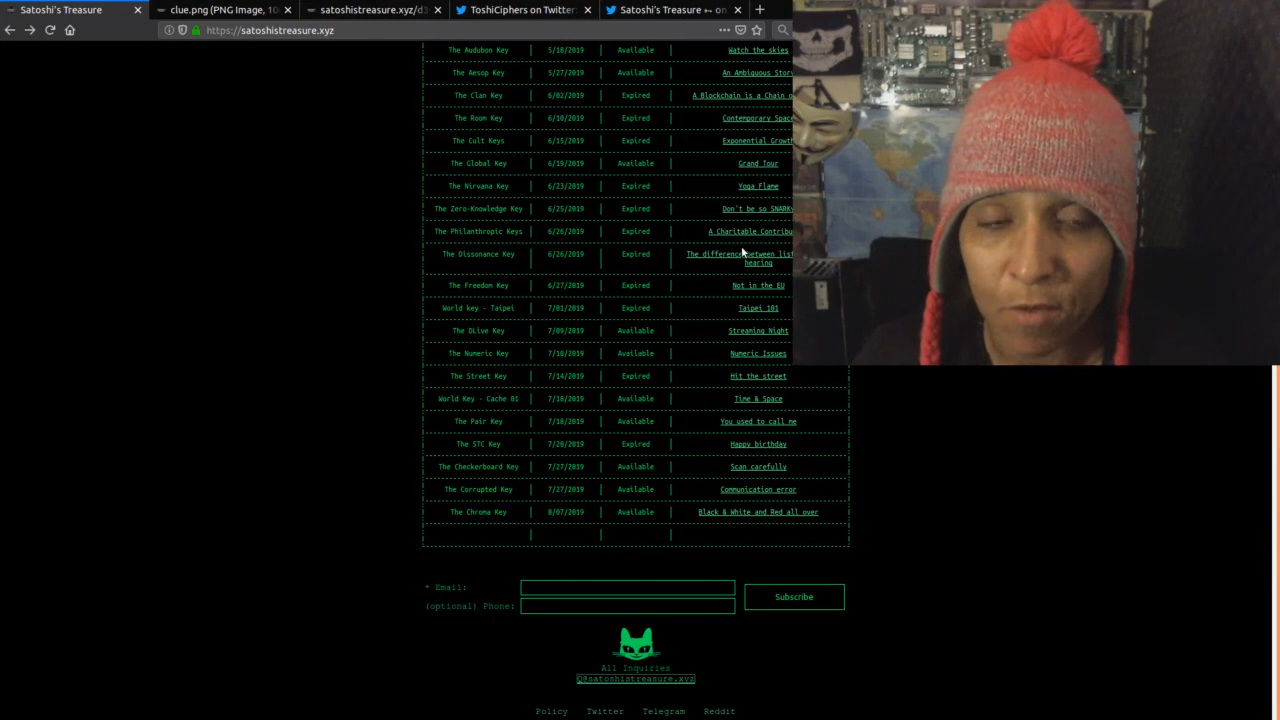 Satoshi's Treasure
clue.png (PNG Image, 10
satoshistreasure.xyz/d3
ToshiCiphers on Twitter:
Satoshi's Treasure 🗝 on
https://satoshistreasure.xyz
The Audubon Key 5/18/2019 Available Watch the skies
The Aesop Key 5/27/2019 Available An Ambiguous Story
The Clan Key 6/02/2019 Expired A Blockchain is a Chain
The Room Key 6/10/2019 Expired Contemporary Space
The Cult Keys 6/15/2019 Expired Exponential Growth
The Global Key 6/19/2019 Available Grand Tour
The Nirvana Key 6/23/2019 Expired Yoga Flame
The Zero-Knowledge Key 6/25/2019 Expired Don't be so SNARKy
The Philanthropic Keys 6/26/2019 Expired A Charitable Contribu
The Dissonance Key 6/26/2019 Expired The difference between list
hearing
The Freedom Key 6/27/2019 Expired Not in the EU
World key - Taipei 7/01/2019 Expired Taipei 101
The DLive Key 7/09/2019 Available Streaming Night
The Numeric Key 7/10/2019 Available Numeric Issues
The Street Key 7/14/2019 Expired Hit the street
World Key - Cache 01 7/18/2019 Available Time & Space
The Pair Key 7/18/2019 Available You used to call me
The STC Key 7/20/2019 Expired Happy birthday
The Checkerboard Key 7/27/2019 Available Scan carefully
The Corrupted Key 7/27/2019 Available Communication error
The Chroma Key 8/07/2019 Available Black & White and Red all over
* Email:
(optional) Phone:
Subscribe
All Inquiries
Q@satoshistreasure.xyz
Policy Twitter Telegram Reddit